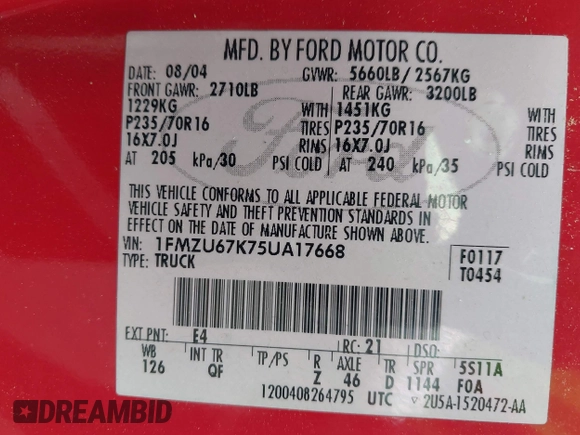 MFD. BY FORD MOTOR CO.
DATE: 08/04 GVWR: 5660LB/ 2567KG
FRONT GAWR: 2710LB REAR GAWR: 3200LB
1229KG WITH 1451KG WITH
P235/70R16 TIRES P235/70R16 TIRES
16X7.0J RIMS 16X7.0J RIMS
AT 205 kPa/30 PSI COLD AT 240 kPa/35 PSI COLD
Ford
THIS VEHICLE CONFORMS TO ALL APPLICABLE FEDERAL MOTOR
VEHICLE SAFETY AND THEFT PREVENTION STANDARDS IN
EFFECT ON THE DATE OF MANUFACTURE SHOWN ABOVE.
VIN: 1FMZU67K75UA17668 F0117
TYPE: TRUCK T0454
EXT PNT: E4 RC: 21 DSO:
WB INT TR TP/PS R AXLE TR SPR 5S11A
126 QF Z 46 D 1144 F0A
1200408264795 UTC ▽ 2U5A-1520472-AA
DREAMBID